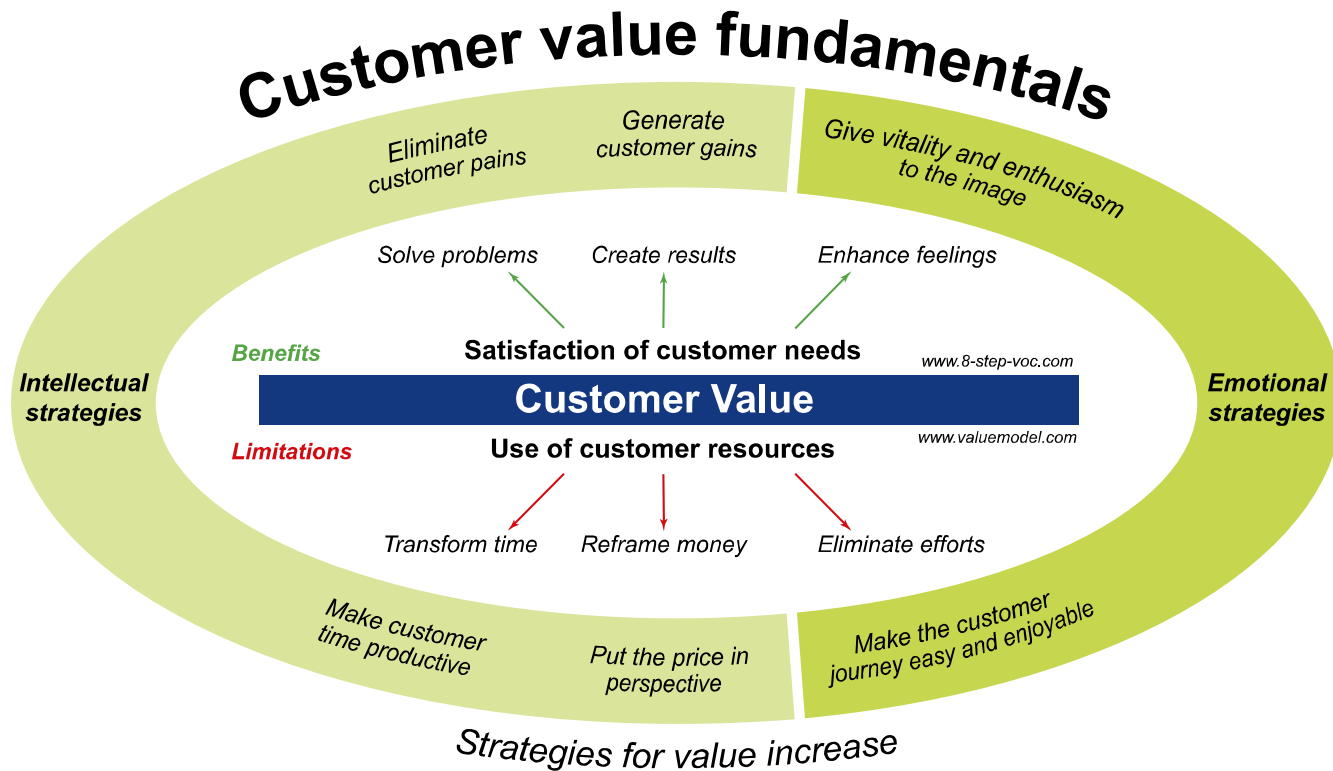 Customer value fundamentals
Eliminate
customer pains
Generate
customer gains
Give vitality and enthusiasm
to the image
Solve problems
Create results
Enhance feelings
Benefits
Satisfaction of customer needs
www.8-step-voc.com
Intellectual
strategies
Customer Value
Emotional
strategies
www.valuemodel.com
Limitations
Use of customer resources
Transform time
Reframe money
Eliminate efforts
Make customer
time productive
Put the price in
perspective
Make the customer
journey easy and enjoyable
Strategies for value increase